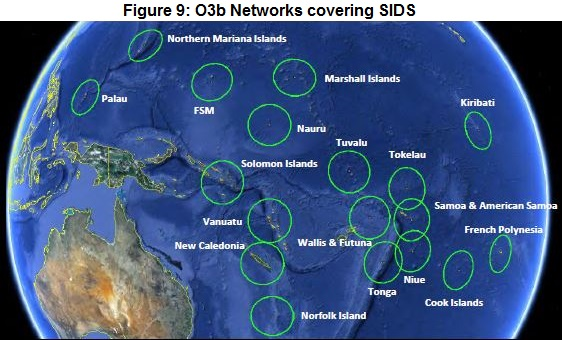 Figure 9: O3b Networks covering SIDS
Northern Mariana Islands
Marshall Islands
Palau
FSM
Kiribati
Nauru
Tuvalu
Tokelau
Solomon Islands
Samoa & American Samoa
Vanuatu
French Polynesia
Wallis & Futuna
New Caledonia
Niue
Tonga
Cook Islands
Norfolk Island